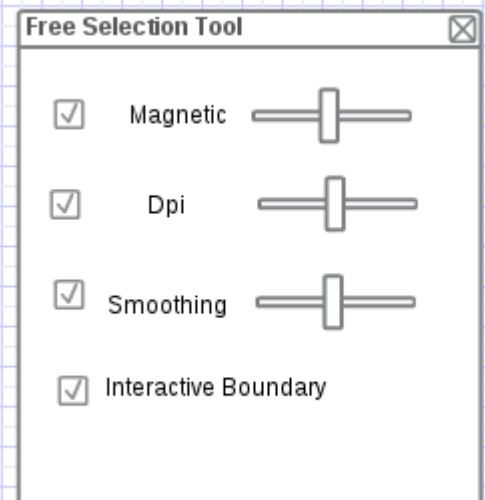 Free Selection Tool
Magnetic
Dpi
Smoothing
Interactive Boundary